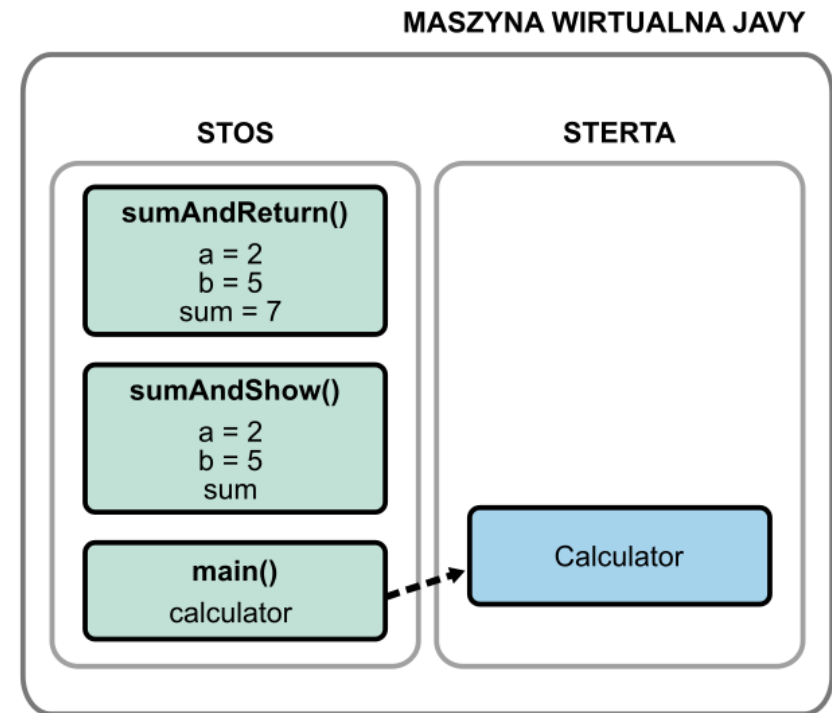 MASZYNA WIRTUALNA JAVY
STOS
STERTA
sumAndReturn()
a = 2
b = 5
sum = 7
sumAndShow()
a = 2
b = 5
sum
main()
calculator
Calculator